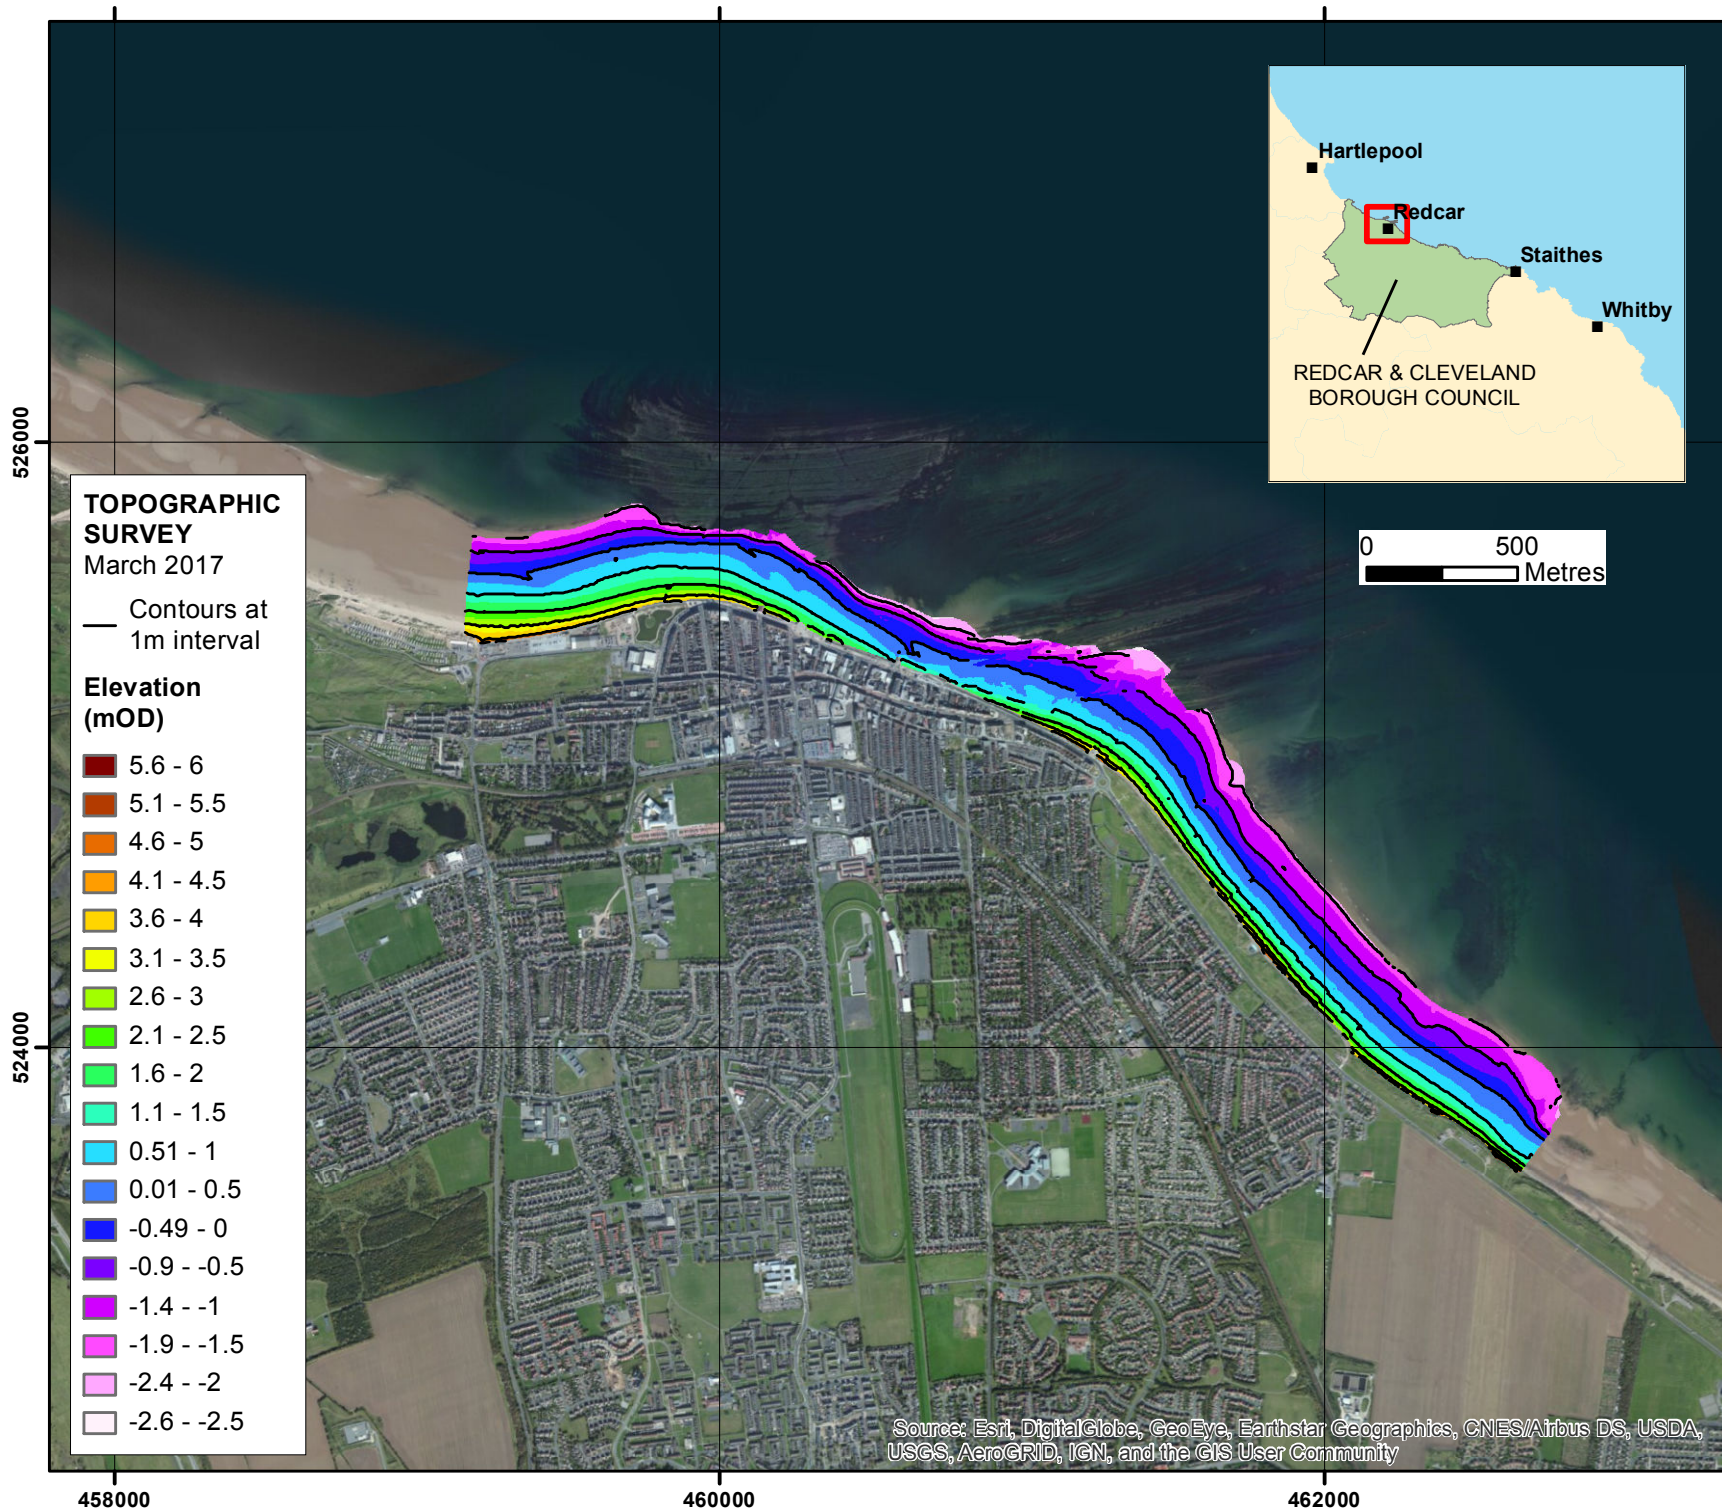 Hartlepool
Redcar
Staithes
Whitby
REDCAR & CLEVELAND
BOROUGH COUNCIL
0 500
Metres
526000
524000
TOPOGRAPHIC
SURVEY
March 2017
Contours at
1m interval
Elevation
(mOD)
5.6 - 6
5.1 - 5.5
4.6 - 5
4.1 - 4.5
3.6 - 4
3.1 - 3.5
2.6 - 3
2.1 - 2.5
1.6 - 2
1.1 - 1.5
0.51 - 1
0.01 - 0.5
-0.49 - 0
-0.9 - -0.5
-1.4 - -1
-1.9 - -1.5
-2.4 - -2
-2.6 - -2.5
Source: Esri, DigitalGlobe, GeoEye, Earthstar Geographics, CNES/Airbus DS, USDA,
USGS, AeroGRID, IGN, and the GIS User Community
458000 460000 462000